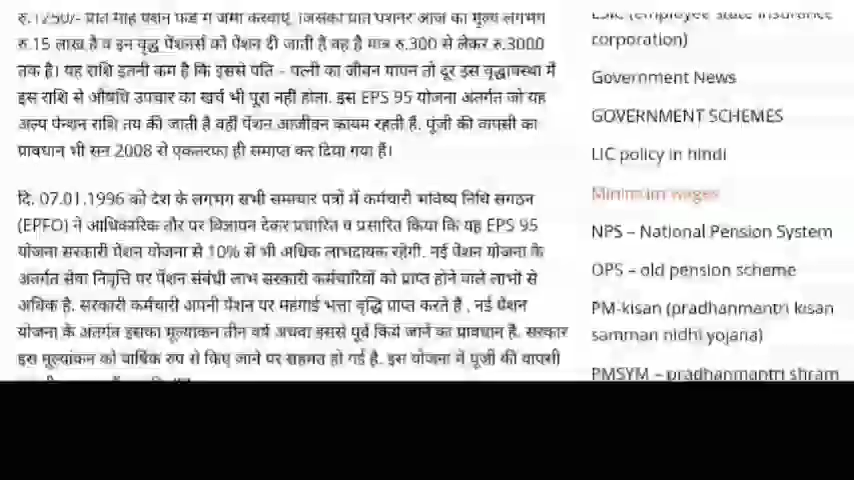 रु.1250/- प्रति माह पेंशन फंड में जमा करवाए. जिसका प्रति पेंशनर आज का मूल्य लगभग
रु.15 लाख है व इन वृद्ध पेंशनर्स को पेंशन दी जाती है वह है मात्र रु.300 से लेकर रु.3000
तक है। यह राशि इतनी कम है कि इससे पति – पत्नी का जीवन यापन तो दूर इस वृद्धावस्था में
इस राशि से औषधि उपचार का खर्च भी पूरा नहीं होता. इस EPS 95 योजना अंतर्गत जो यह
अल्प पेन्शन राशि तय की जाती है वही पेंशन आजीवन कायम रहती है. पूंजी की वापसी का
प्रावधान भी सन 2008 से एकतरफा ही समाप्त कर दिया गया है।
दि. 07.01.1996 को देश के लगभग सभी समाचार पत्रों में कर्मचारी भविष्य निधि संगठन
(EPFO) ने आधिकारिक तौर पर विज्ञापन देकर प्रचारित व प्रसारित किया कि यह EPS 95
योजना सरकारी पेंशन योजना से 10% से भी अधिक लाभदायक रहेगी. नई पेंशन योजना के
अंतर्गत सेवा निवृत्ति पर पेंशन संबंधी लाभ सरकारी कर्मचारियों को प्राप्त होने वाले लाभों से
अधिक है. सरकारी कर्मचारी अपनी पेंशन पर महंगाई भत्ता वृद्धि प्राप्त करते है , नई पेंशन
योजना के अंतर्गत इसका मूल्यांकन तीन वर्ष अथवा इससे पूर्व किये जाने का प्रावधान है. सरकार
इस मूल्यांकन को वार्षिक रुप से किए जाने पर सहमत हो गई है. इस योजना में पूंजी की वापसी
ESIC (employee state insurance
corporation)
Government News
GOVERNMENT SCHEMES
LIC policy in hindi
Minimum wages
NPS – National Pension System
OPS – old pension scheme
PM-kisan (pradhanmantri kisan
samman nidhi yojana)
PMSYM – pradhanmantri shram